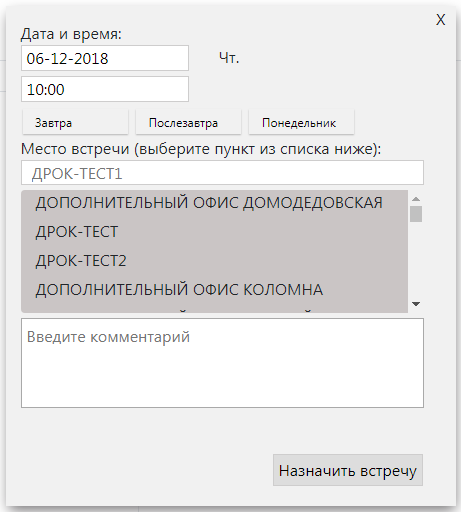 X
Дата и время:
06-12-2018 Чт.
10:00
Завтра Послезавтра Понедельник
Место встречи (выберите пункт из списка ниже):
ДРОК-ТЕСТ1
ДОПОЛНИТЕЛЬНЫЙ ОФИС ДОМОДЕДОВСКАЯ
ДРОК-ТЕСТ
ДРОК-ТЕСТ2
ДОПОЛНИТЕЛЬНЫЙ ОФИС КОЛОМНА
Введите комментарий
Назначить встречу